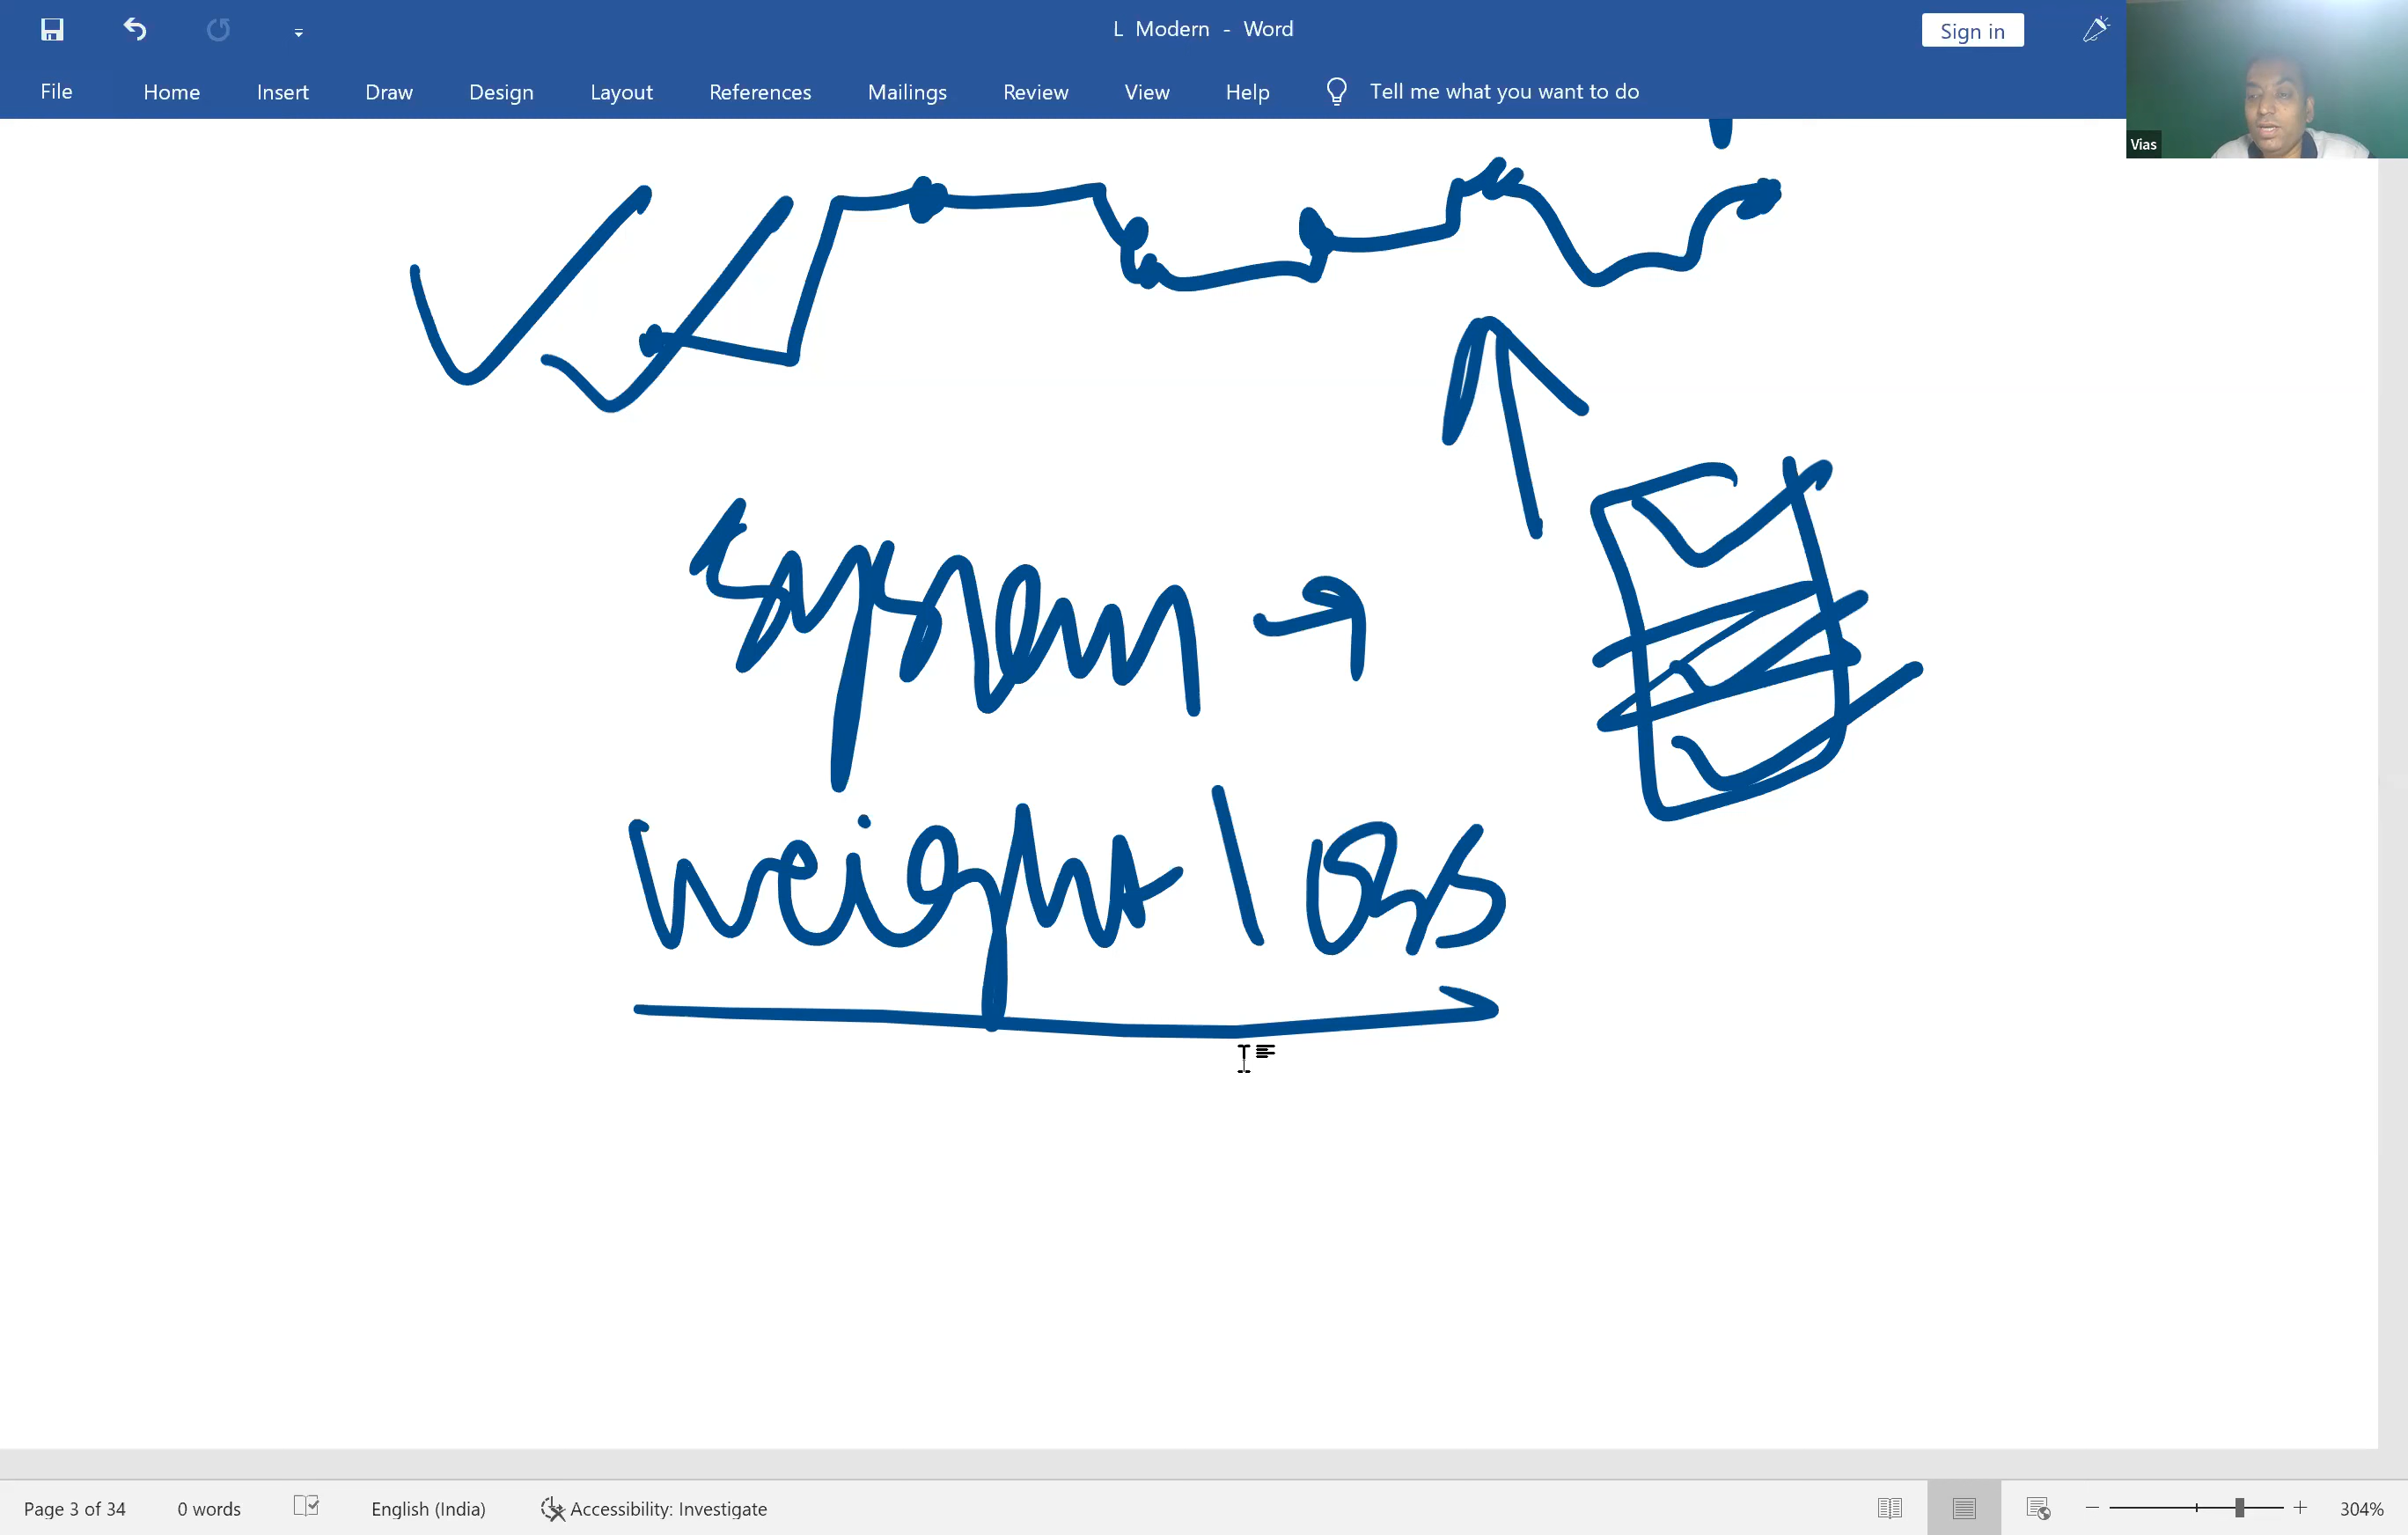 L Modern - Word
Sign in
File Home Insert Draw Design Layout References Mailings Review View Help Tell me what you want to do
Vias
system
weight loss
Page 3 of 34 0 words English (India) Accessibility: Investigate 304%